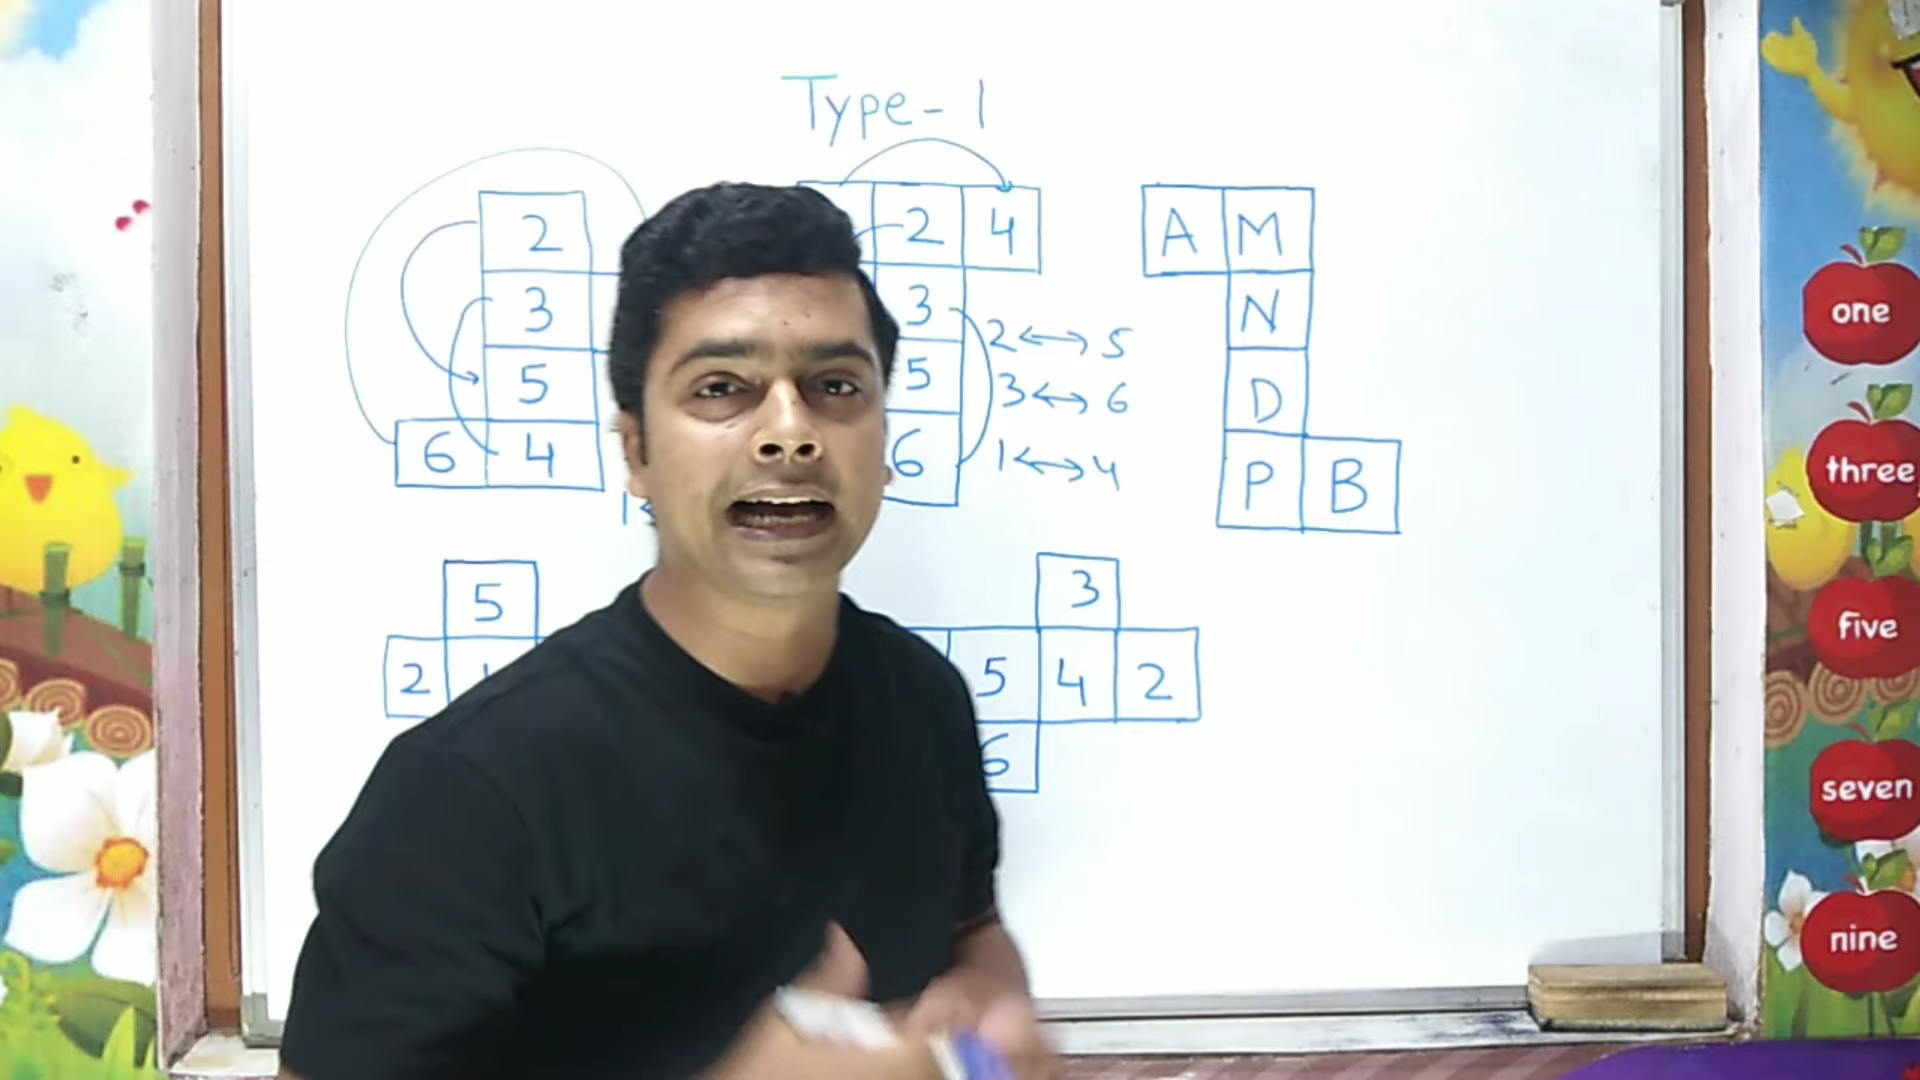 Type-1
2
3
5
6 4
1
2 4
3
5
6
2 ↔ 5
3 ↔ 6
1 ↔ 4
A M
N
D
P B
5
2
3
5 4 2
6
one
three
five
seven
nine